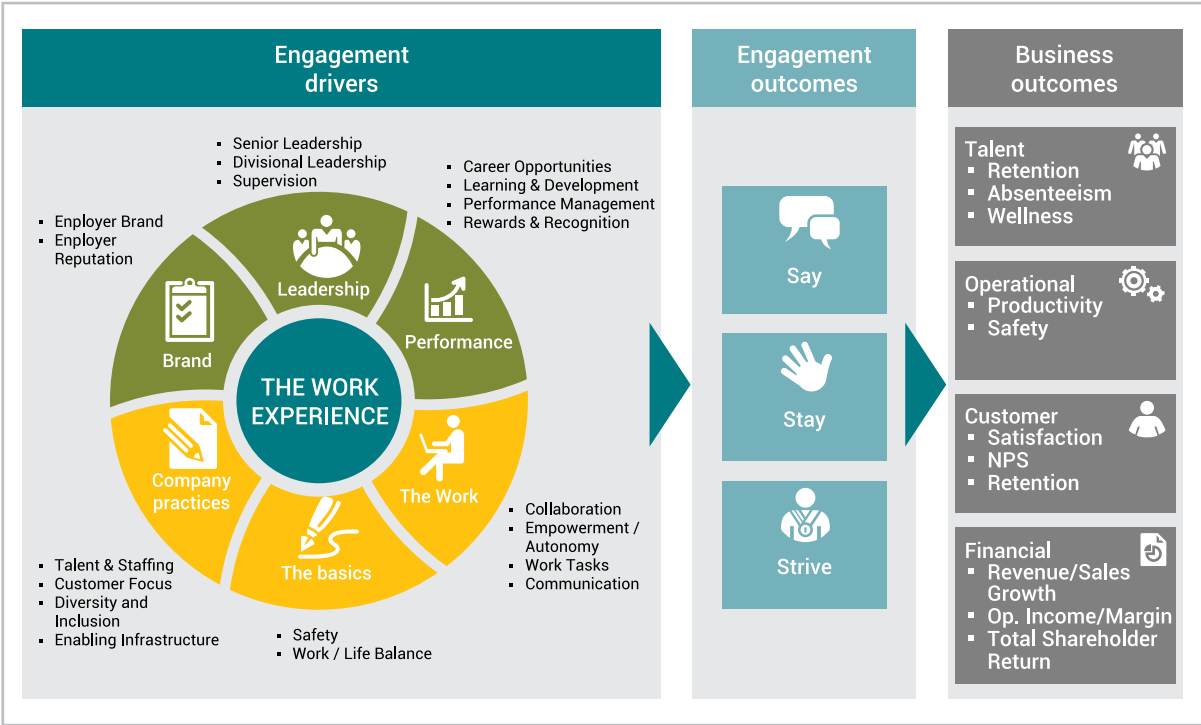 Engagement
drivers
Engagement
outcomes
Business
outcomes
▪ Senior Leadership
▪ Divisional Leadership
▪ Supervision
▪ Career Opportunities
▪ Learning & Development
▪ Performance Management
▪ Rewards & Recognition
▪ Employer Brand
▪ Employer
Reputation
Leadership
Performance
Brand
THE WORK
EXPERIENCE
Company
practices
The Work
The basics
▪ Collaboration
▪ Empowerment /
Autonomy
▪ Work Tasks
▪ Communication
▪ Talent & Staffing
▪ Customer Focus
▪ Diversity and
Inclusion
▪ Enabling Infrastructure
▪ Safety
▪ Work / Life Balance
Say
Stay
Strive
Talent
▪ Retention
▪ Absenteeism
▪ Wellness
Operational
▪ Productivity
▪ Safety
Customer
▪ Satisfaction
▪ NPS
▪ Retention
Financial
▪ Revenue/Sales
Growth
▪ Op. Income/Margin
▪ Total Shareholder
Return